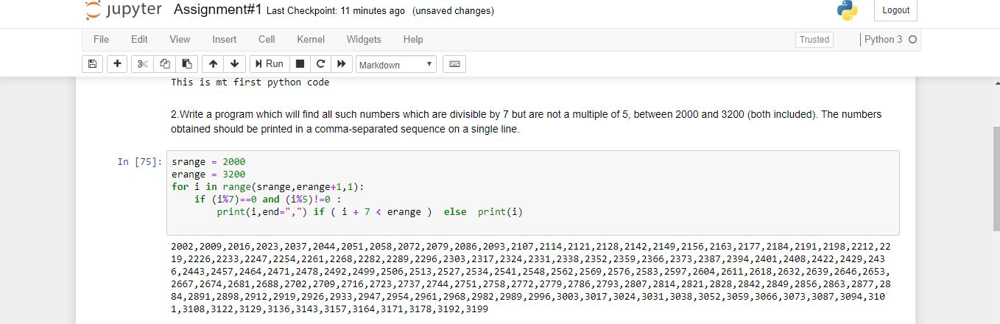 jupyter Assignment#1 Last Checkpoint: 11 minutes ago (unsaved changes) Logout
File Edit View Insert Cell Kernel Widgets Help Trusted Python 3
Run Markdown
This is mt first python code
2.Write a program which will find all such numbers which are divisible by 7 but are not a multiple of 5, between 2000 and 3200 (both included). The numbers
obtained should be printed in a comma-separated sequence on a single line.
In [75]: srange = 2000
erange = 3200
for i in range(srange,erange+1,1):
    if (i%7)==0 and (i%5)!=0 :
        print(i,end=",") if ( i + 7 < erange )  else  print(i)
2002,2009,2016,2023,2037,2044,2051,2058,2072,2079,2086,2093,2107,2114,2121,2128,2142,2149,2156,2163,2177,2184,2191,2198,2212,22
19,2226,2233,2247,2254,2261,2268,2282,2289,2296,2303,2317,2324,2331,2338,2352,2359,2366,2373,2387,2394,2401,2408,2422,2429,243
6,2443,2457,2464,2471,2478,2492,2499,2506,2513,2527,2534,2541,2548,2562,2569,2576,2583,2597,2604,2611,2618,2632,2639,2646,2653,
2667,2674,2681,2688,2702,2709,2716,2723,2737,2744,2751,2758,2772,2779,2786,2793,2807,2814,2821,2828,2842,2849,2856,2863,2877,28
84,2891,2898,2912,2919,2926,2933,2947,2954,2961,2968,2982,2989,2996,3003,3017,3024,3031,3038,3052,3059,3066,3073,3087,3094,310
1,3108,3122,3129,3136,3143,3157,3164,3171,3178,3192,3199